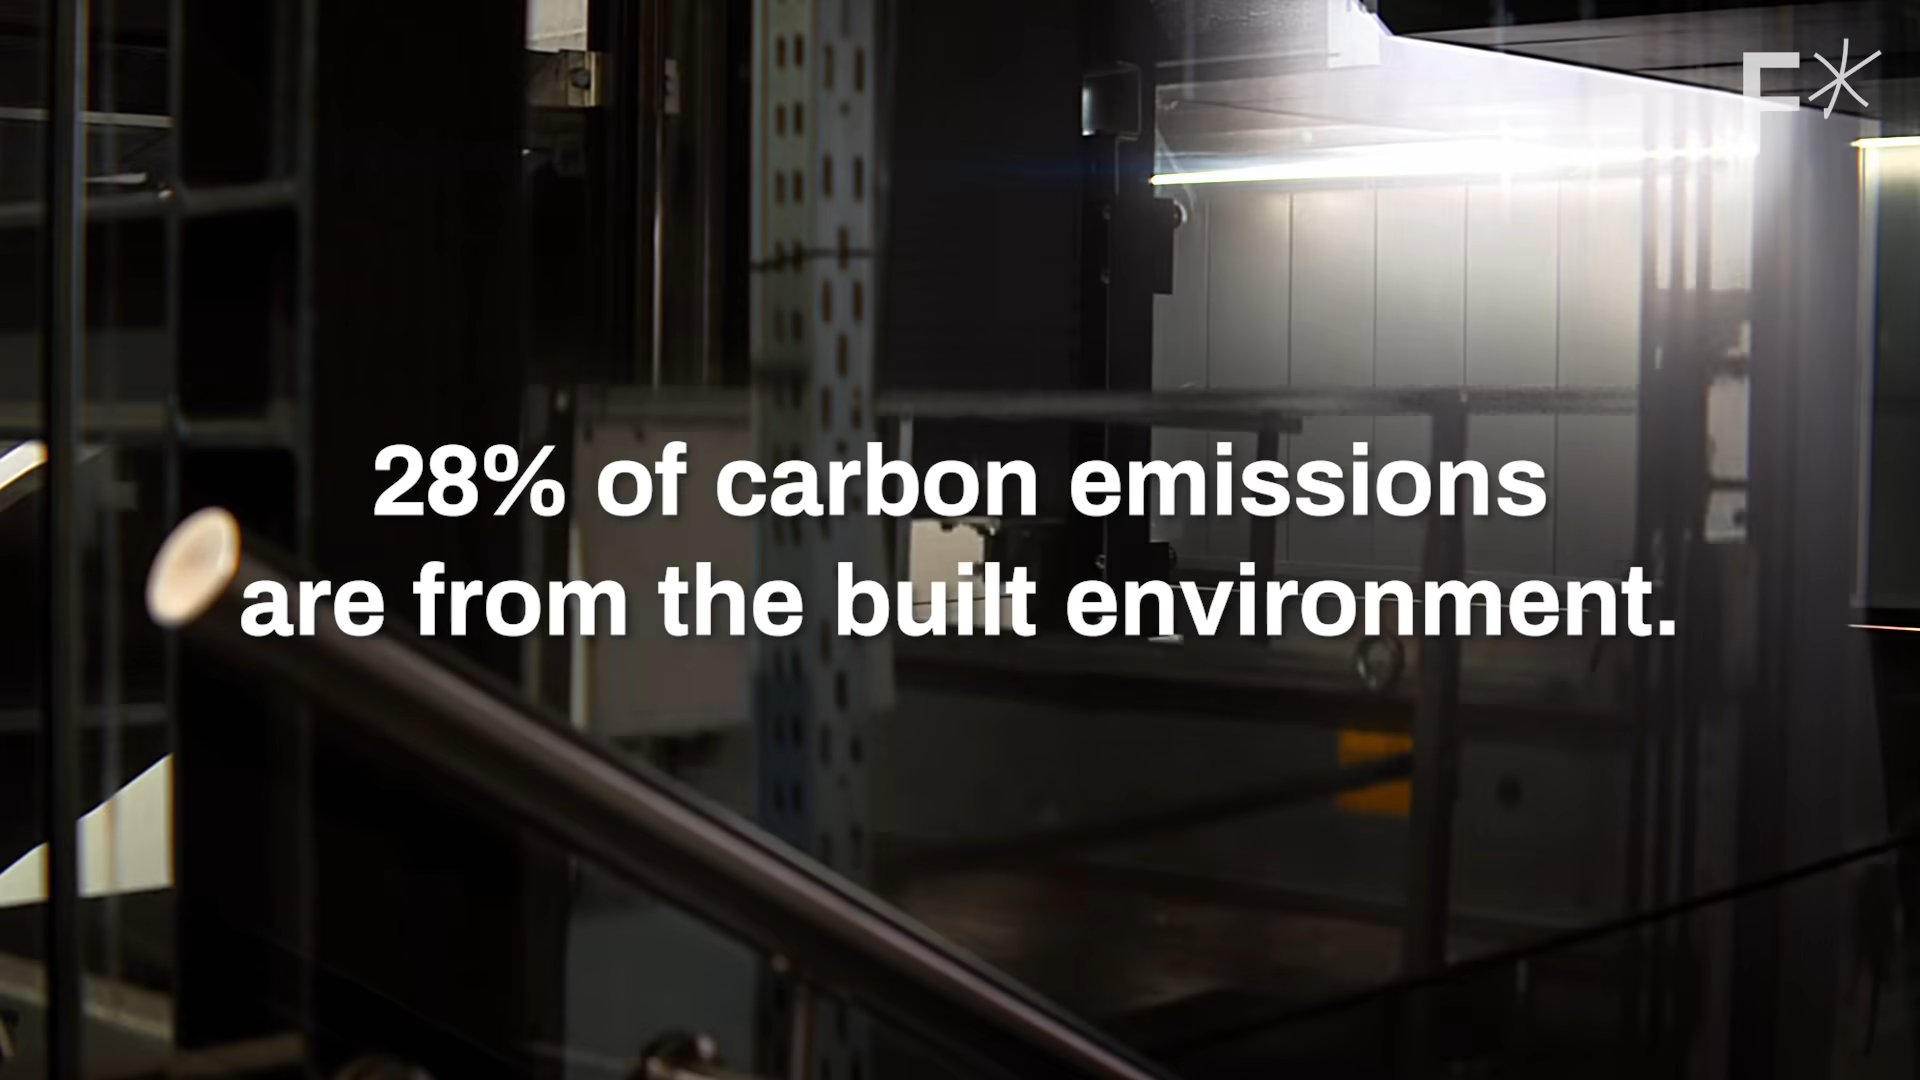 28% of carbon emissions
are from the built environment.